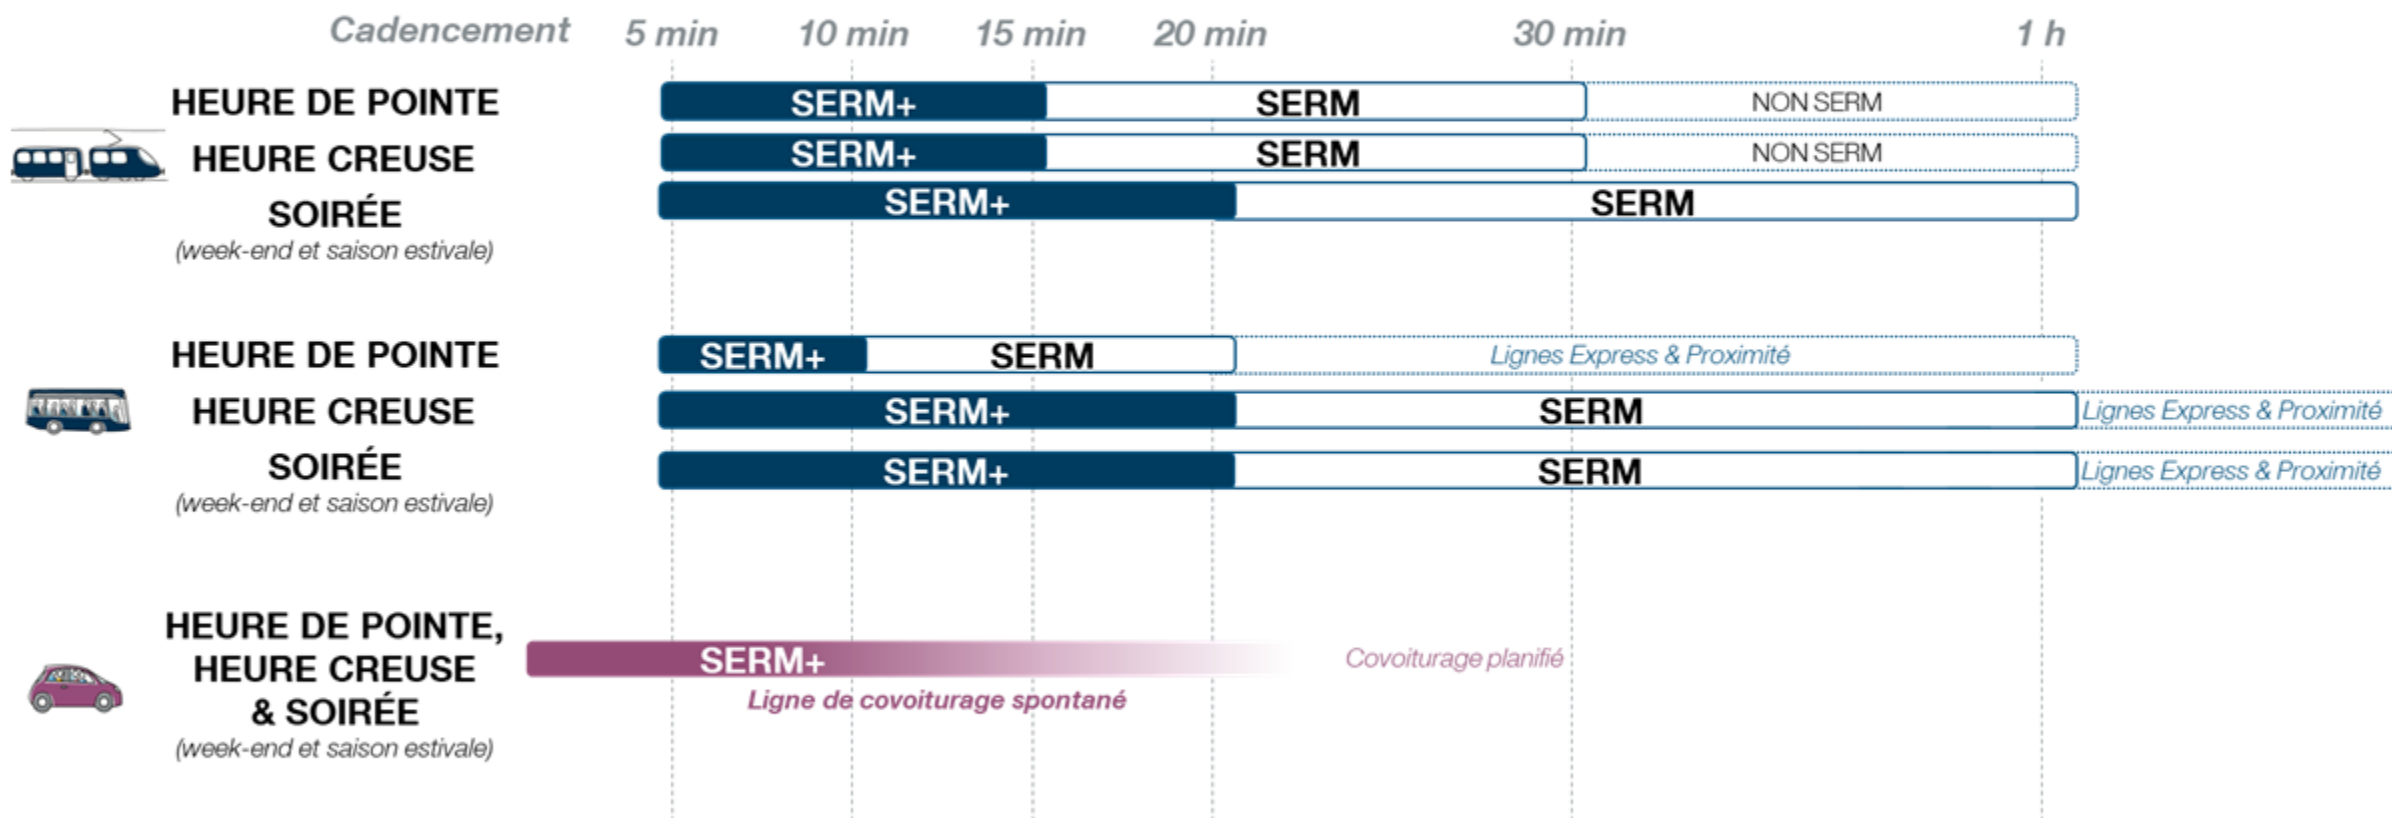 Cadencement 5 min 10 min 15 min 20 min 30 min 1 h
HEURE DE POINTE SERM+ SERM NON SERM
HEURE CREUSE SERM+ SERM NON SERM
SOIRÉE SERM+ SERM
(week-end et saison estivale)
HEURE DE POINTE SERM+ SERM Lignes Express & Proximité
HEURE CREUSE SERM+ SERM Lignes Express & Proximité
SOIRÉE SERM+ SERM Lignes Express & Proximité
(week-end et saison estivale)
HEURE DE POINTE,
HEURE CREUSE SERM+ Covoiturage planifié
& SOIRÉE Ligne de covoiturage spontané
(week-end et saison estivale)